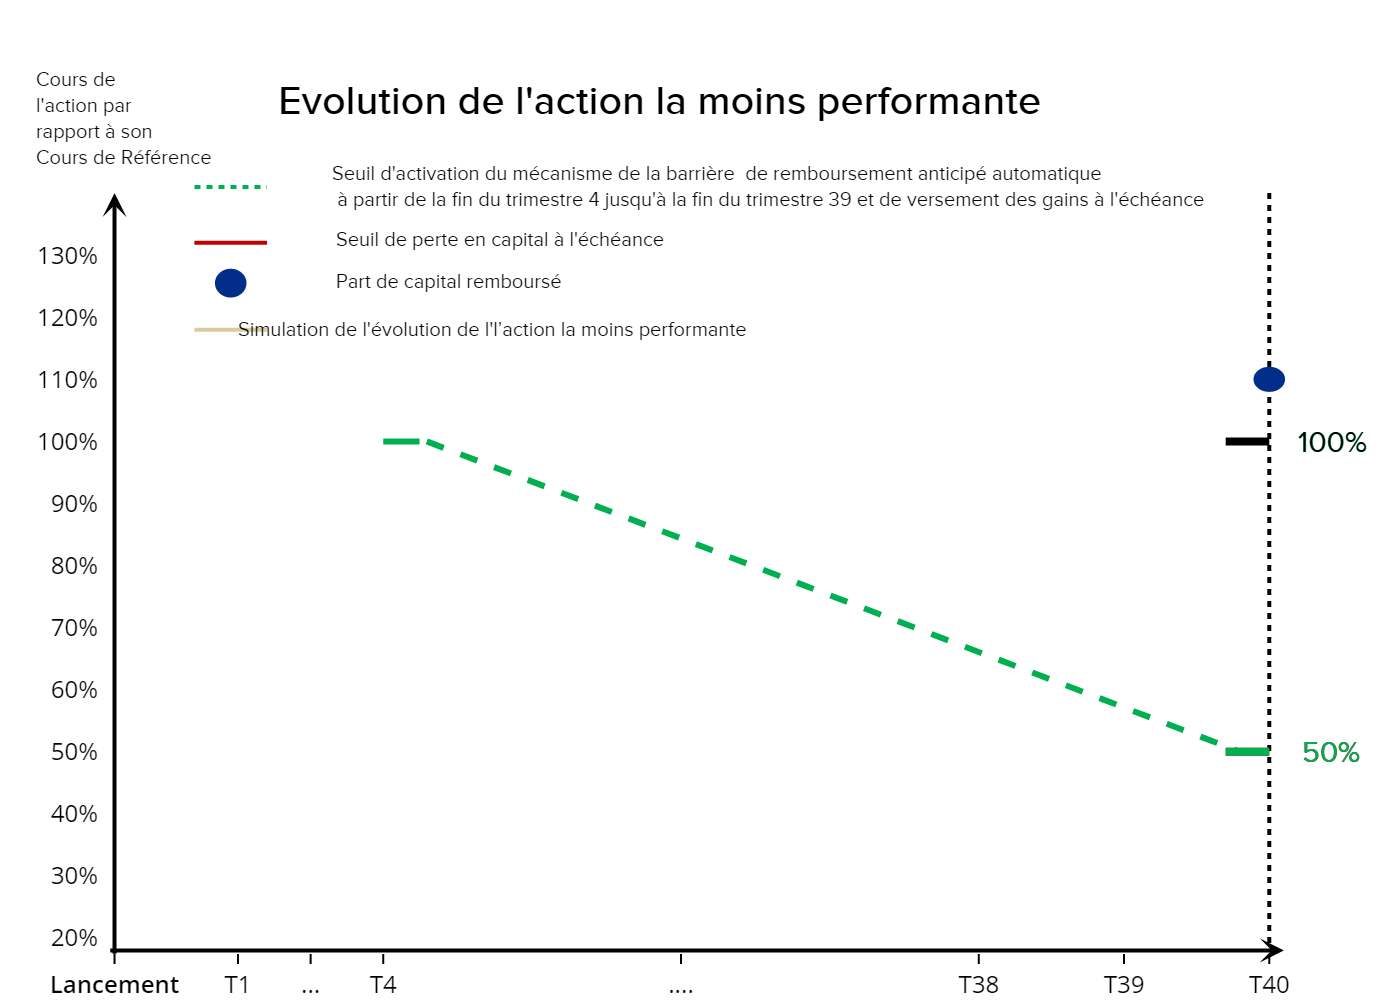 Cours de
l'action par
rapport à son
Cours de Référence
Evolution de l'action la moins performante
Seuil d'activation du mécanisme de la barrière  de remboursement anticipé automatique
à partir de la fin du trimestre 4 jusqu'à la fin du trimestre 39 et de versement des gains à l'échéance
Seuil de perte en capital à l'échéance
Part de capital remboursé
Simulation de l'évolution de l'l’action la moins performante
130%
120%
110%
100%
90%
80%
70%
60%
50%
40%
30%
20%
100%
50%
Lancement T1 ... T4 .... T38 T39 T40